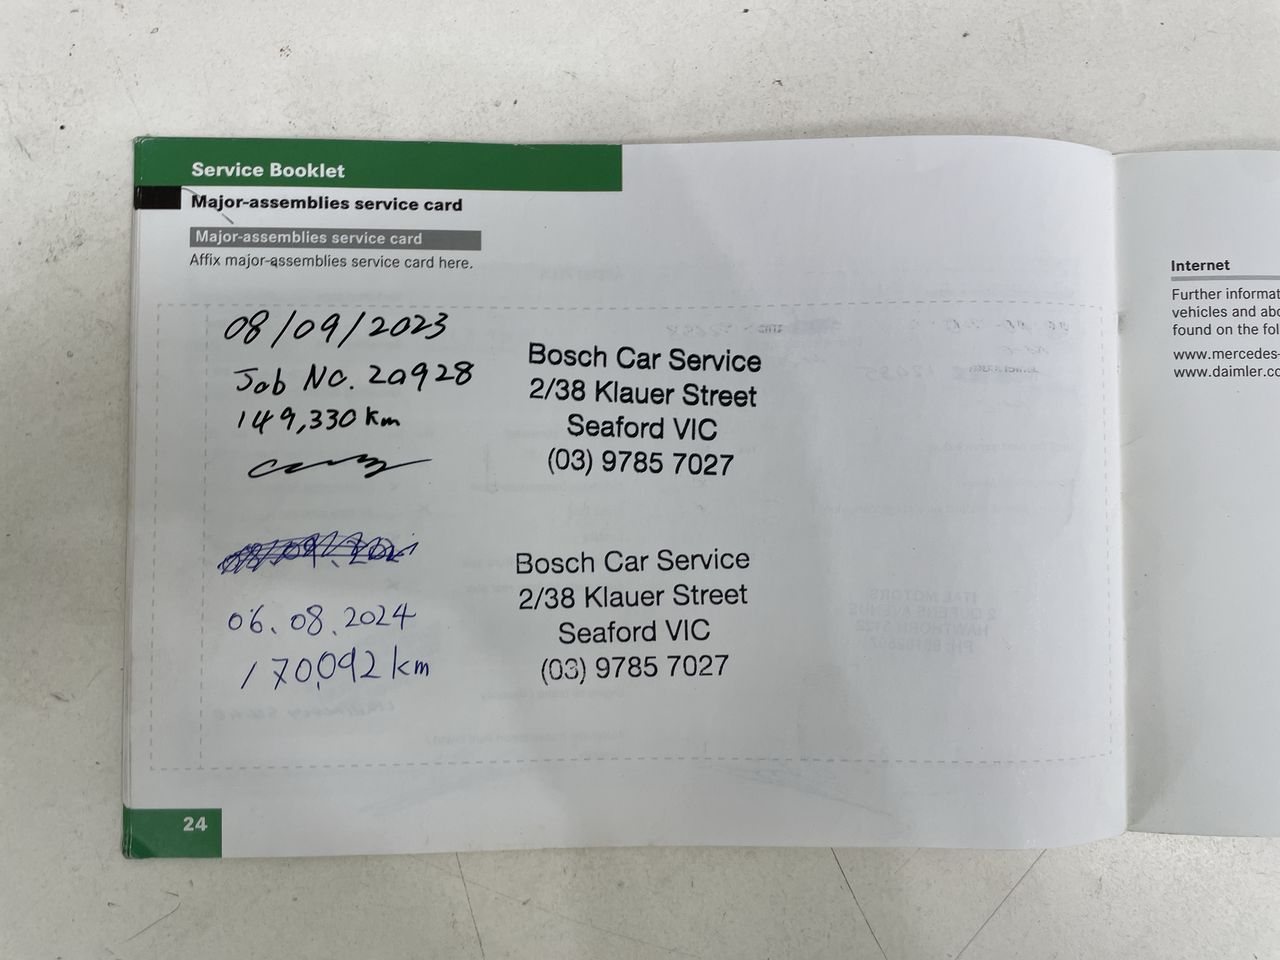 Service Booklet
Major-assemblies service card
Major-assemblies service card
Affix major-assemblies service card here.
08/09/2023
Job No. 20928
149,330 km
Bosch Car Service
2/38 Klauer Street
Seaford VIC
(03) 9785 7027
06.08.2024
170,092 km
Bosch Car Service
2/38 Klauer Street
Seaford VIC
(03) 9785 7027
24
Internet
Further informat
vehicles and abo
found on the fol
www.mercedes-
www.daimler.co